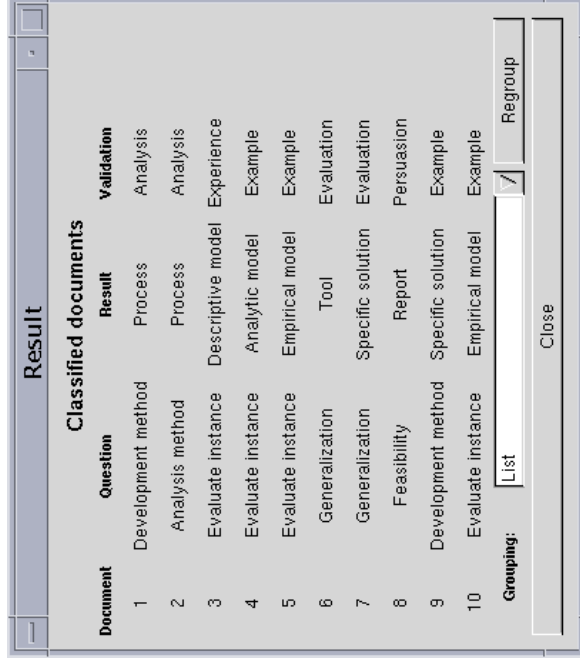 Result
Classified documents
Document Question Result Validation
1 Development method Process Analysis
2 Analysis method Process Analysis
3 Evaluate instance Descriptive model Experience
4 Evaluate instance Analytic model Example
5 Evaluate instance Empirical model Example
6 Generalization Tool Evaluation
7 Generalization Specific solution Evaluation
8 Feasibility Report Persuasion
9 Development method Specific solution Example
10 Evaluate instance Empirical model Example
Grouping: List Regroup
Close